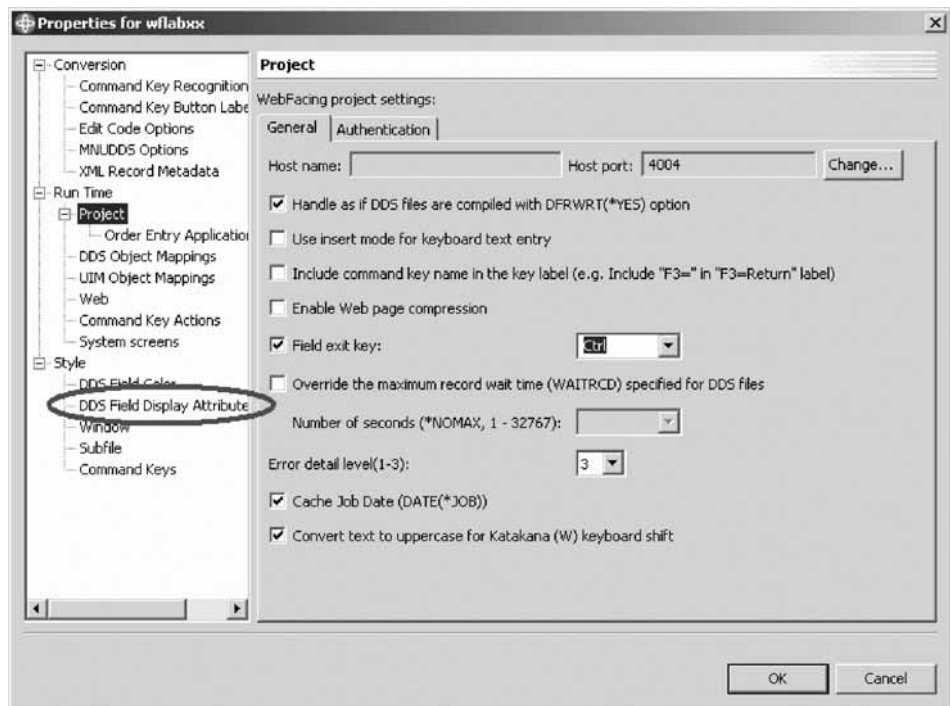 Properties for wflabxx
Conversion
Command Key Recognition
Command Key Button Labe
Edit Code Options
MNUDDS Options
XML Record Metadata
Run Time
Project
Order Entry Application
DDS Object Mappings
UIM Object Mappings
Web
Command Key Actions
System screens
Style
DDS Field Color
DDS Field Display Attribute
Window
Subfile
Command Keys
Project
WebFacing project settings:
General Authentication
Host name: Host port: 4004 Change...
Handle as if DDS files are compiled with DFRWRT(*YES) option
Use insert mode for keyboard text entry
Include command key name in the key label (e.g. Include "F3=" in "F3=Return" label)
Enable Web page compression
Field exit key: Ctrl
Override the maximum record wait time (WAITRCD) specified for DDS files
Number of seconds (*NOMAX, 1 - 32767):
Error detail level(1-3): 3
Cache Job Date (DATE(*JOB))
Convert text to uppercase for Katakana (W) keyboard shift
OK Cancel